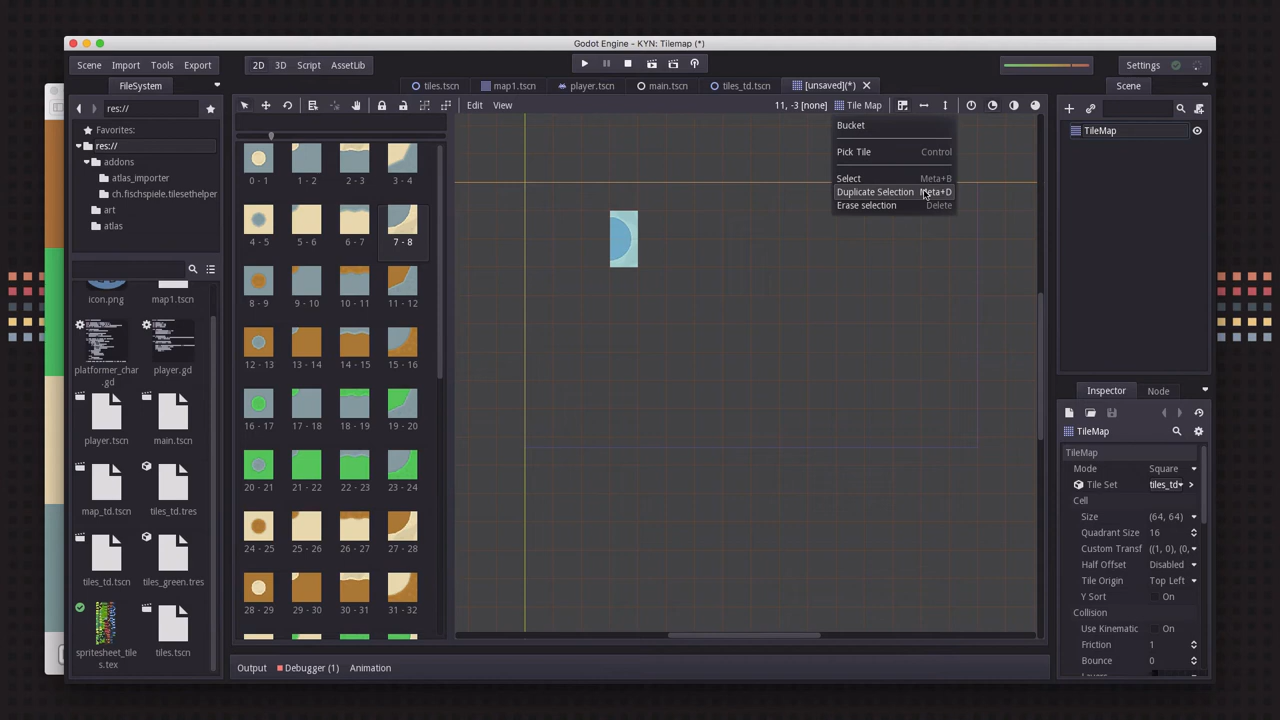 Godot Engine - KYN: Tilemap (*)
Scene Import Tools Export 2D 3D Script AssetLib Settings
FileSystem tiles.tscn map1.tscn player.tscn main.tscn tiles_td.tscn [unsaved](*) Scene
res:// Edit View 11, -3 [none] Tile Map
Favorites:
res://
addons
atlas_importer
ch.fischspiele.tilesethelper
art
atlas
icon.png map1.tscn
platformer_char
.gd
player.gd
player.tscn main.tscn
map_td.tscn tiles_td.tres
tiles_td.tscn tiles_green.tres
spritesheet_tile
s.tex
tiles.tscn
0 - 1 1 - 2 2 - 3 3 - 4
4 - 5 5 - 6 6 - 7 7 - 8
8 - 9 9 - 10 10 - 11 11 - 12
12 - 13 13 - 14 14 - 15 15 - 16
16 - 17 17 - 18 18 - 19 19 - 20
20 - 21 21 - 22 22 - 23 23 - 24
24 - 25 25 - 26 26 - 27 27 - 28
28 - 29 29 - 30 30 - 31 31 - 32
Bucket
Pick Tile Control
Select Meta+B
Duplicate Selection Meta+D
Erase selection Delete
TileMap
Inspector Node
TileMap
TileMap
Mode Square
Tile Set tiles_td
Cell
Size (64, 64)
Quadrant Size 16
Custom Transf ((1, 0), (0,
Half Offset Disabled
Tile Origin Top Left
Y Sort On
Collision
Use Kinematic On
Friction 1
Bounce 0
Output Debugger (1) Animation